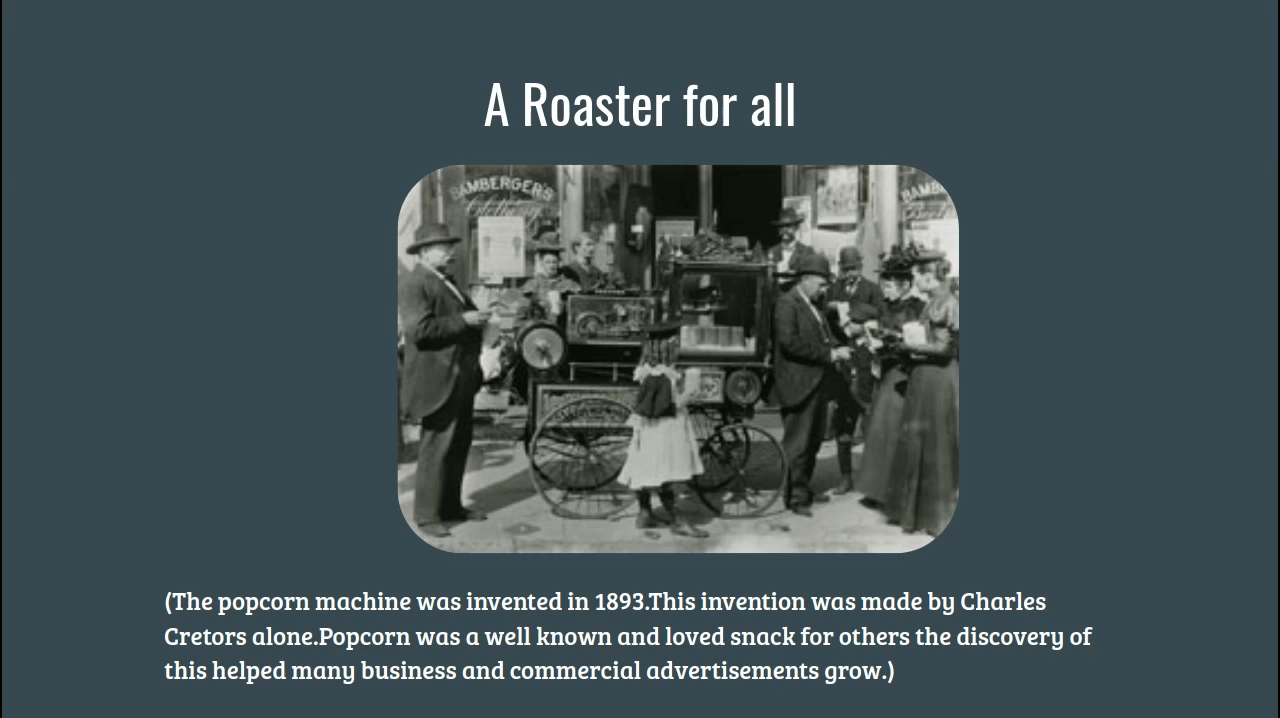 A Roaster for all
BAMBERGER'S
Clothing
BAMB
(The popcorn machine was invented in 1893.This invention was made by Charles
Cretors alone.Popcorn was a well known and loved snack for others the discovery of
this helped many business and commercial advertisements grow.)